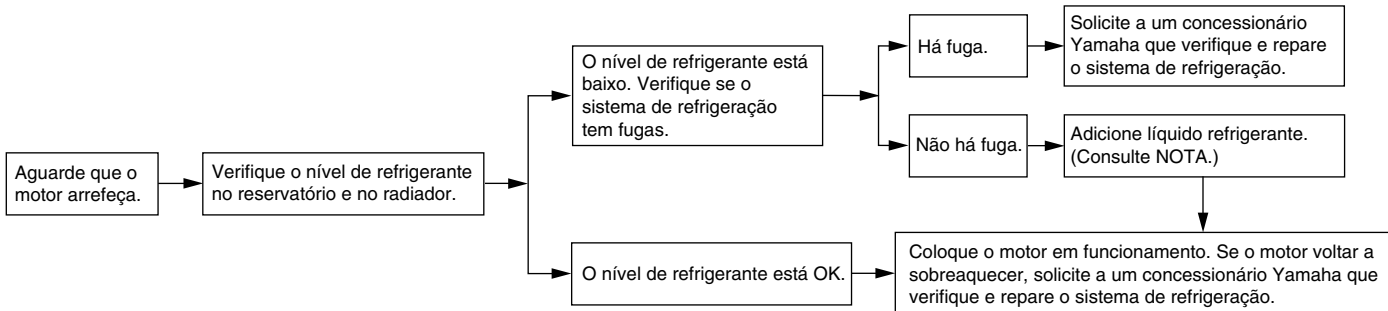 Aguarde que o
motor arrefeça.
Verifique o nível de refrigerante
no reservatório e no radiador.
O nível de refrigerante está
baixo. Verifique se o
sistema de refrigeração
tem fugas.
Há fuga.
Solicite a um concessionário
Yamaha que verifique e repare
o sistema de refrigeração.
Não há fuga.
Adicione líquido refrigerante.
(Consulte NOTA.)
O nível de refrigerante está OK.
Coloque o motor em funcionamento. Se o motor voltar a
sobreaquecer, solicite a um concessionário Yamaha que
verifique e repare o sistema de refrigeração.